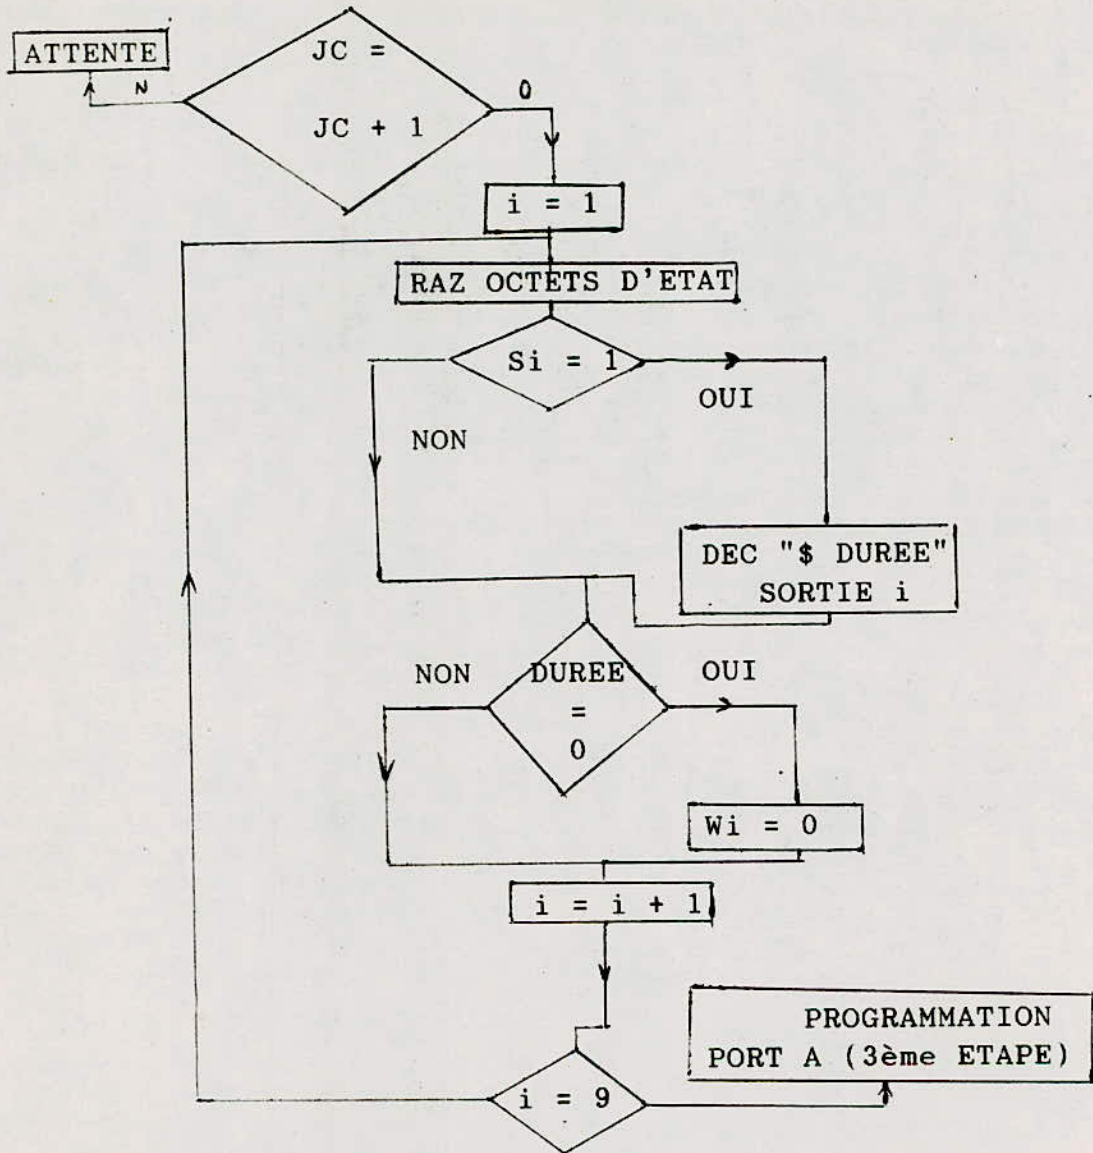 ATTENTE
N
JC =
JC + 1
O
i = 1
RAZ OCTETS D'ETAT
Si = 1
OUI
NON
DEC "$ DUREE"
SORTIE i
NON
DUREE
=
0
OUI
Wi = 0
i = i + 1
PROGRAMMATION
PORT A (3ème ETAPE)
i = 9